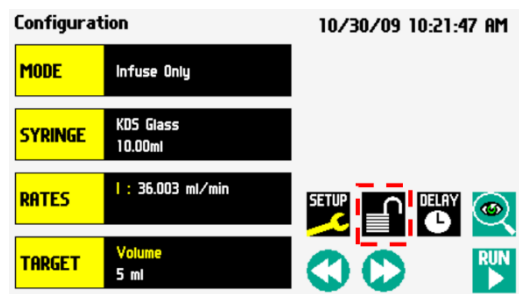 Configuration
10/30/09 10:21:47 AM
MODE
Infuse Only
SYRINGE
KDS Glass
10.00ml
RATES
I : 36.003 ml/min
TARGET
Volume
5 ml
SETUP
DELAY
RUN